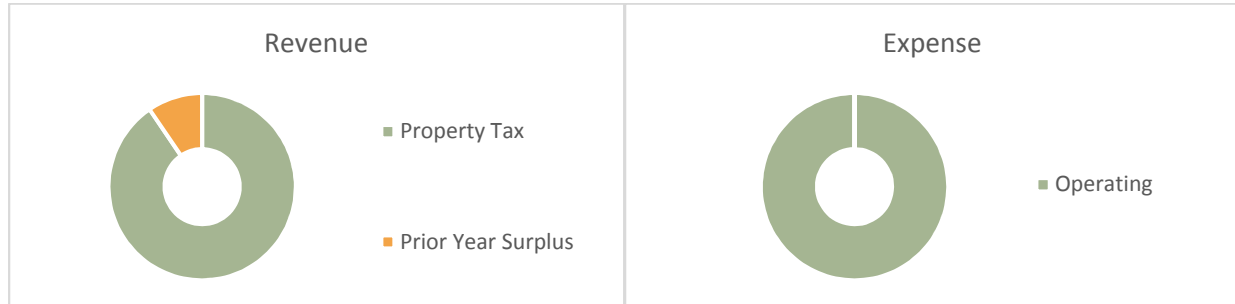 Revenue
Property Tax
Prior Year Surplus
Expense
Operating